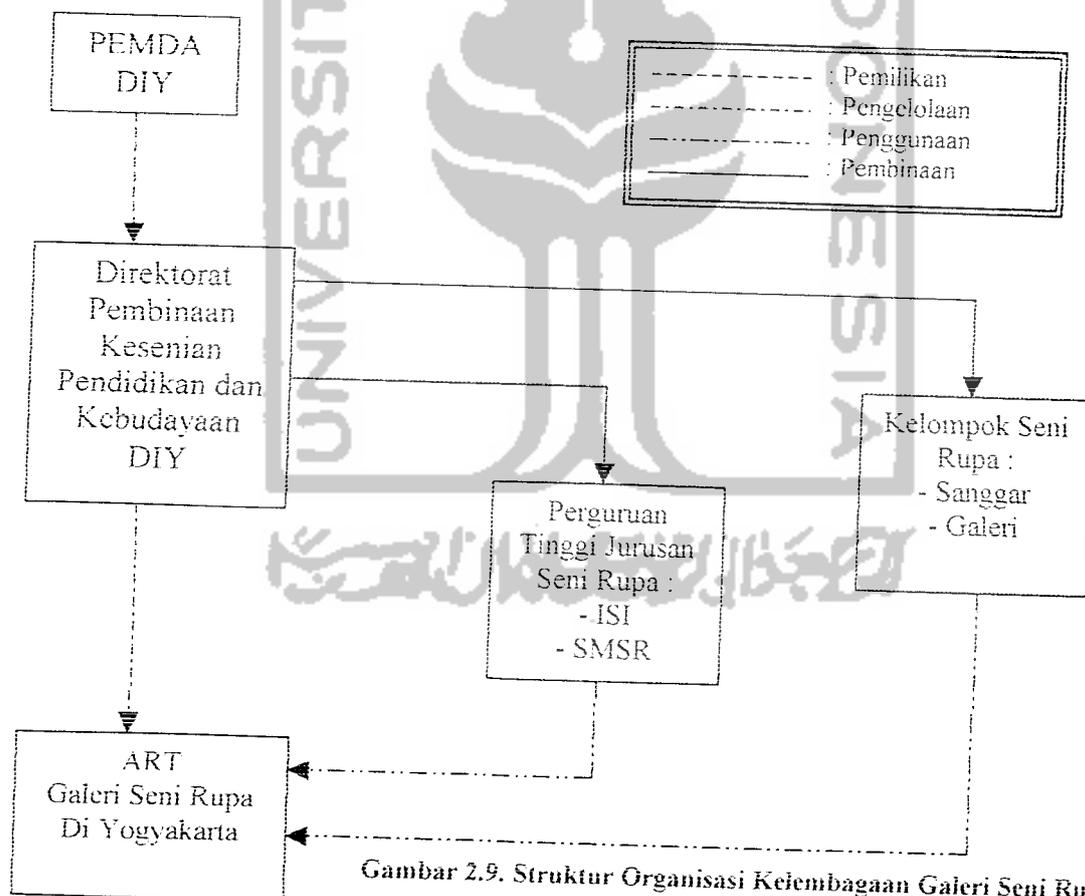 PEMDA
DIY
: Pemilikan
: Pengelolaan
: Penggunaan
: Pembinaan
Direktorat
Pembinaan
Kesenian
Pendidikan dan
Kebudayaan
DIY
Kelompok Seni
Rupa :
- Sanggar
- Galeri
Perguruan
Tinggi Jurusan
Seni Rupa :
- ISI
- SMSR
ART
Galeri Seni Rupa
Di Yogyakarta
Gambar 2.9. Struktur Organisasi Kelembagaan Galeri Seni Ru